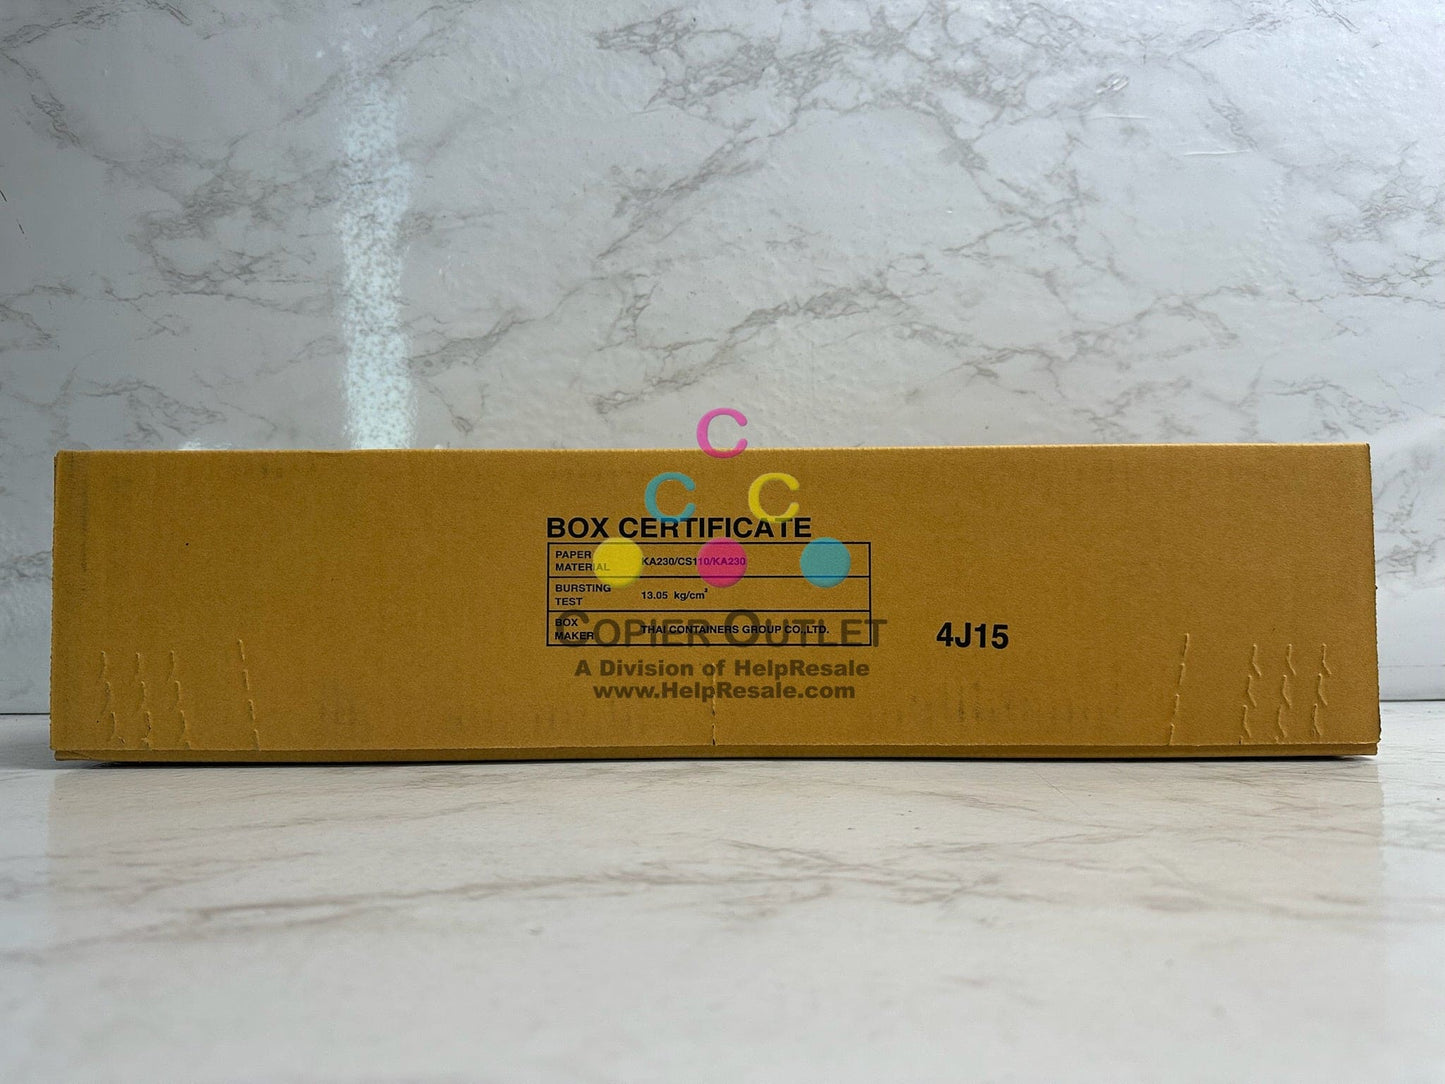 C
C C
BOX CERTIFICATE
PAPER MATERIAL KA230/CS110/KA230
BURSTING TEST 13.05 kg/cm²
BOX MAKER THAI CONTAINERS GROUP CO.,LTD.
COPIER OUTLET
4J15
A Division of HelpResale
www.HelpResale.com